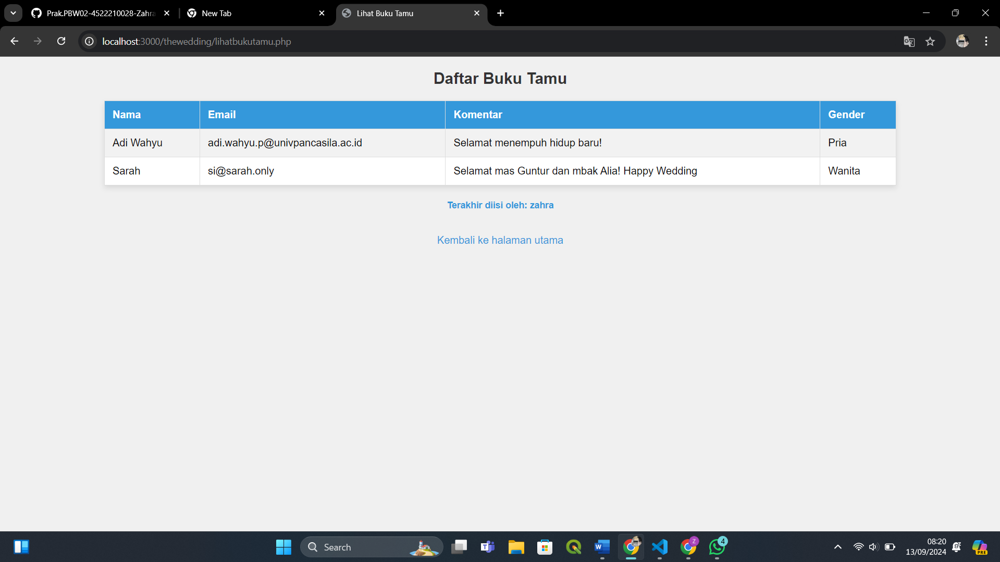 Prak.PBW02-4522210028-Zahra
New Tab
Lihat Buku Tamu
localhost:3000/thewedding/lihatbukutamu.php
Daftar Buku Tamu
Nama Email Komentar Gender
Adi Wahyu adi.wahyu.p@univpancasila.ac.id Selamat menempuh hidup baru! Pria
Sarah si@sarah.only Selamat mas Guntur dan mbak Alia! Happy Wedding Wanita
Terakhir diisi oleh: zahra
Kembali ke halaman utama
Search
Z
4
08:20
13/09/2024
PRE